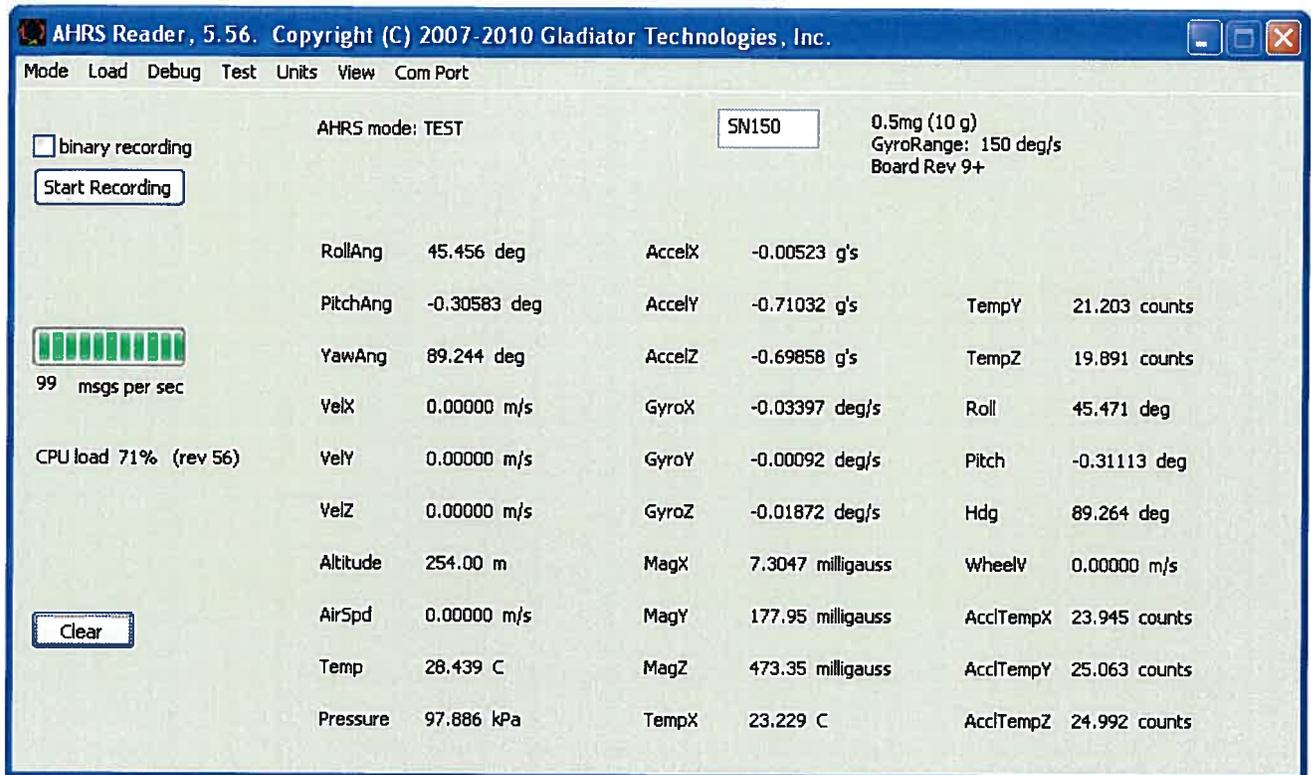 AHRS Reader, 5.56. Copyright (C) 2007-2010 Gladiator Technologies, Inc.
Mode Load Debug Test Units View Com Port
binary recording
Start Recording
AHRS mode: TEST
SN150
0.5mg (10 g)
GyroRange: 150 deg/s
Board Rev 9+
RollAng 45.456 deg AccelX -0.00523 g's
PitchAng -0.30583 deg AccelY -0.71032 g's TempY 21.203 counts
YawAng 89.244 deg AccelZ -0.69858 g's TempZ 19.891 counts
99 msgs per sec
VelX 0.00000 m/s GyroX -0.03397 deg/s Roll 45.471 deg
CPU load 71% (rev 56)
VelY 0.00000 m/s GyroY -0.00092 deg/s Pitch -0.31113 deg
VelZ 0.00000 m/s GyroZ -0.01872 deg/s Hdg 89.264 deg
Altitude 254.00 m MagX 7.3047 milligauss WheelV 0.00000 m/s
AirSpd 0.00000 m/s MagY 177.95 milligauss AcclTempX 23.945 counts
Clear
Temp 28.439 C MagZ 473.35 milligauss AcclTempY 25.063 counts
Pressure 97.886 kPa TempX 23.229 C AcclTempZ 24.992 counts